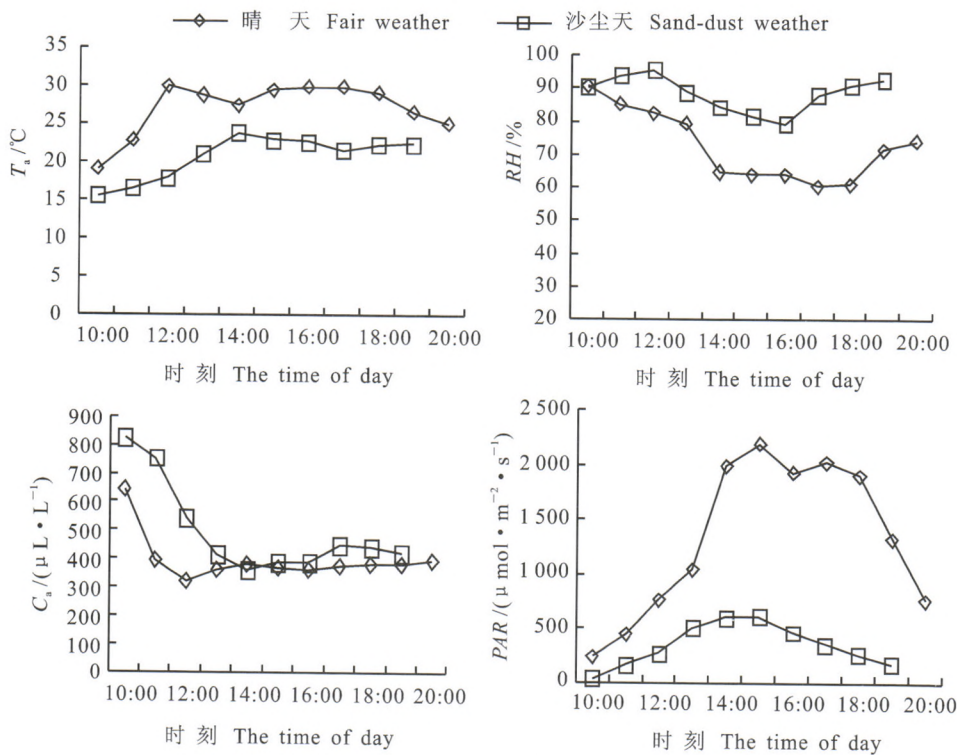 晴 天 Fair weather 沙尘天 Sand-dust weather
35
30
25
20
15
10
5
0
Ta/℃
10:00 12:00 14:00 16:00 18:00 20:00
时 刻 The time of day
100
90
80
70
60
50
40
30
20
RH/%
10:00 12:00 14:00 16:00 18:00 20:00
时 刻 The time of day
900
800
700
600
500
400
300
200
100
0
Ca/(μL·L⁻¹)
10:00 12:00 14:00 16:00 18:00 20:00
时 刻 The time of day
2 500
2 000
1 500
1 000
500
0
PAR/(μmol·m⁻²·s⁻¹)
10:00 12:00 14:00 16:00 18:00 20:00
时 刻 The time of day